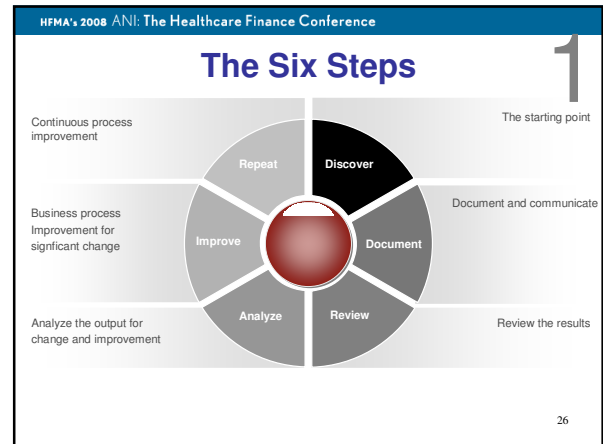 HFMA's 2008 ANI: The Healthcare Finance Conference
The Six Steps
1
Continuous process
improvement
The starting point
Repeat
Discover
Business process
Improvement for
signficant change
Document and communicate
Improve
Document
Analyze the output for
change and improvement
Analyze
Review
Review the results
26